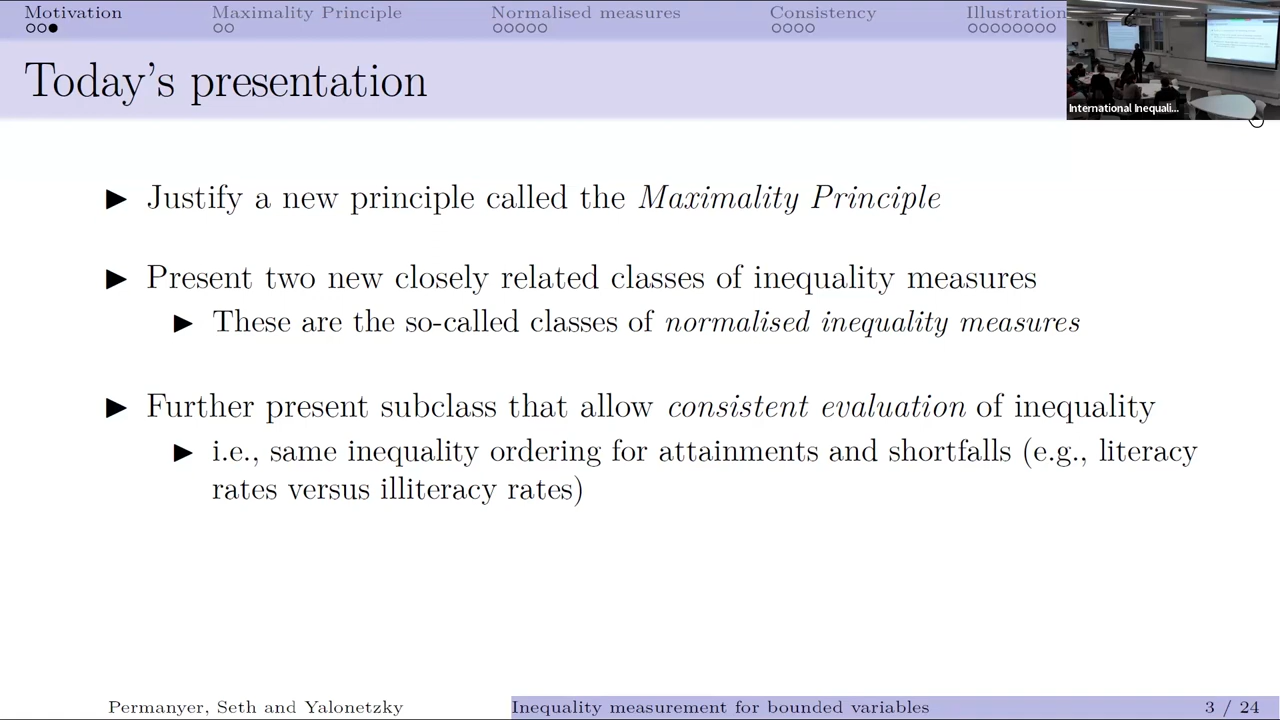 Motivation Maximality Principle Normalised measures Consistency Illustration
Today's presentation
International Inequali...
▶ Justify a new principle called the Maximality Principle
▶ Present two new closely related classes of inequality measures
▶ These are the so-called classes of normalised inequality measures
▶ Further present subclass that allow consistent evaluation of inequality
▶ i.e., same inequality ordering for attainments and shortfalls (e.g., literacy
rates versus illiteracy rates)
Permanyer, Seth and Yalonetzky Inequality measurement for bounded variables 3 / 24